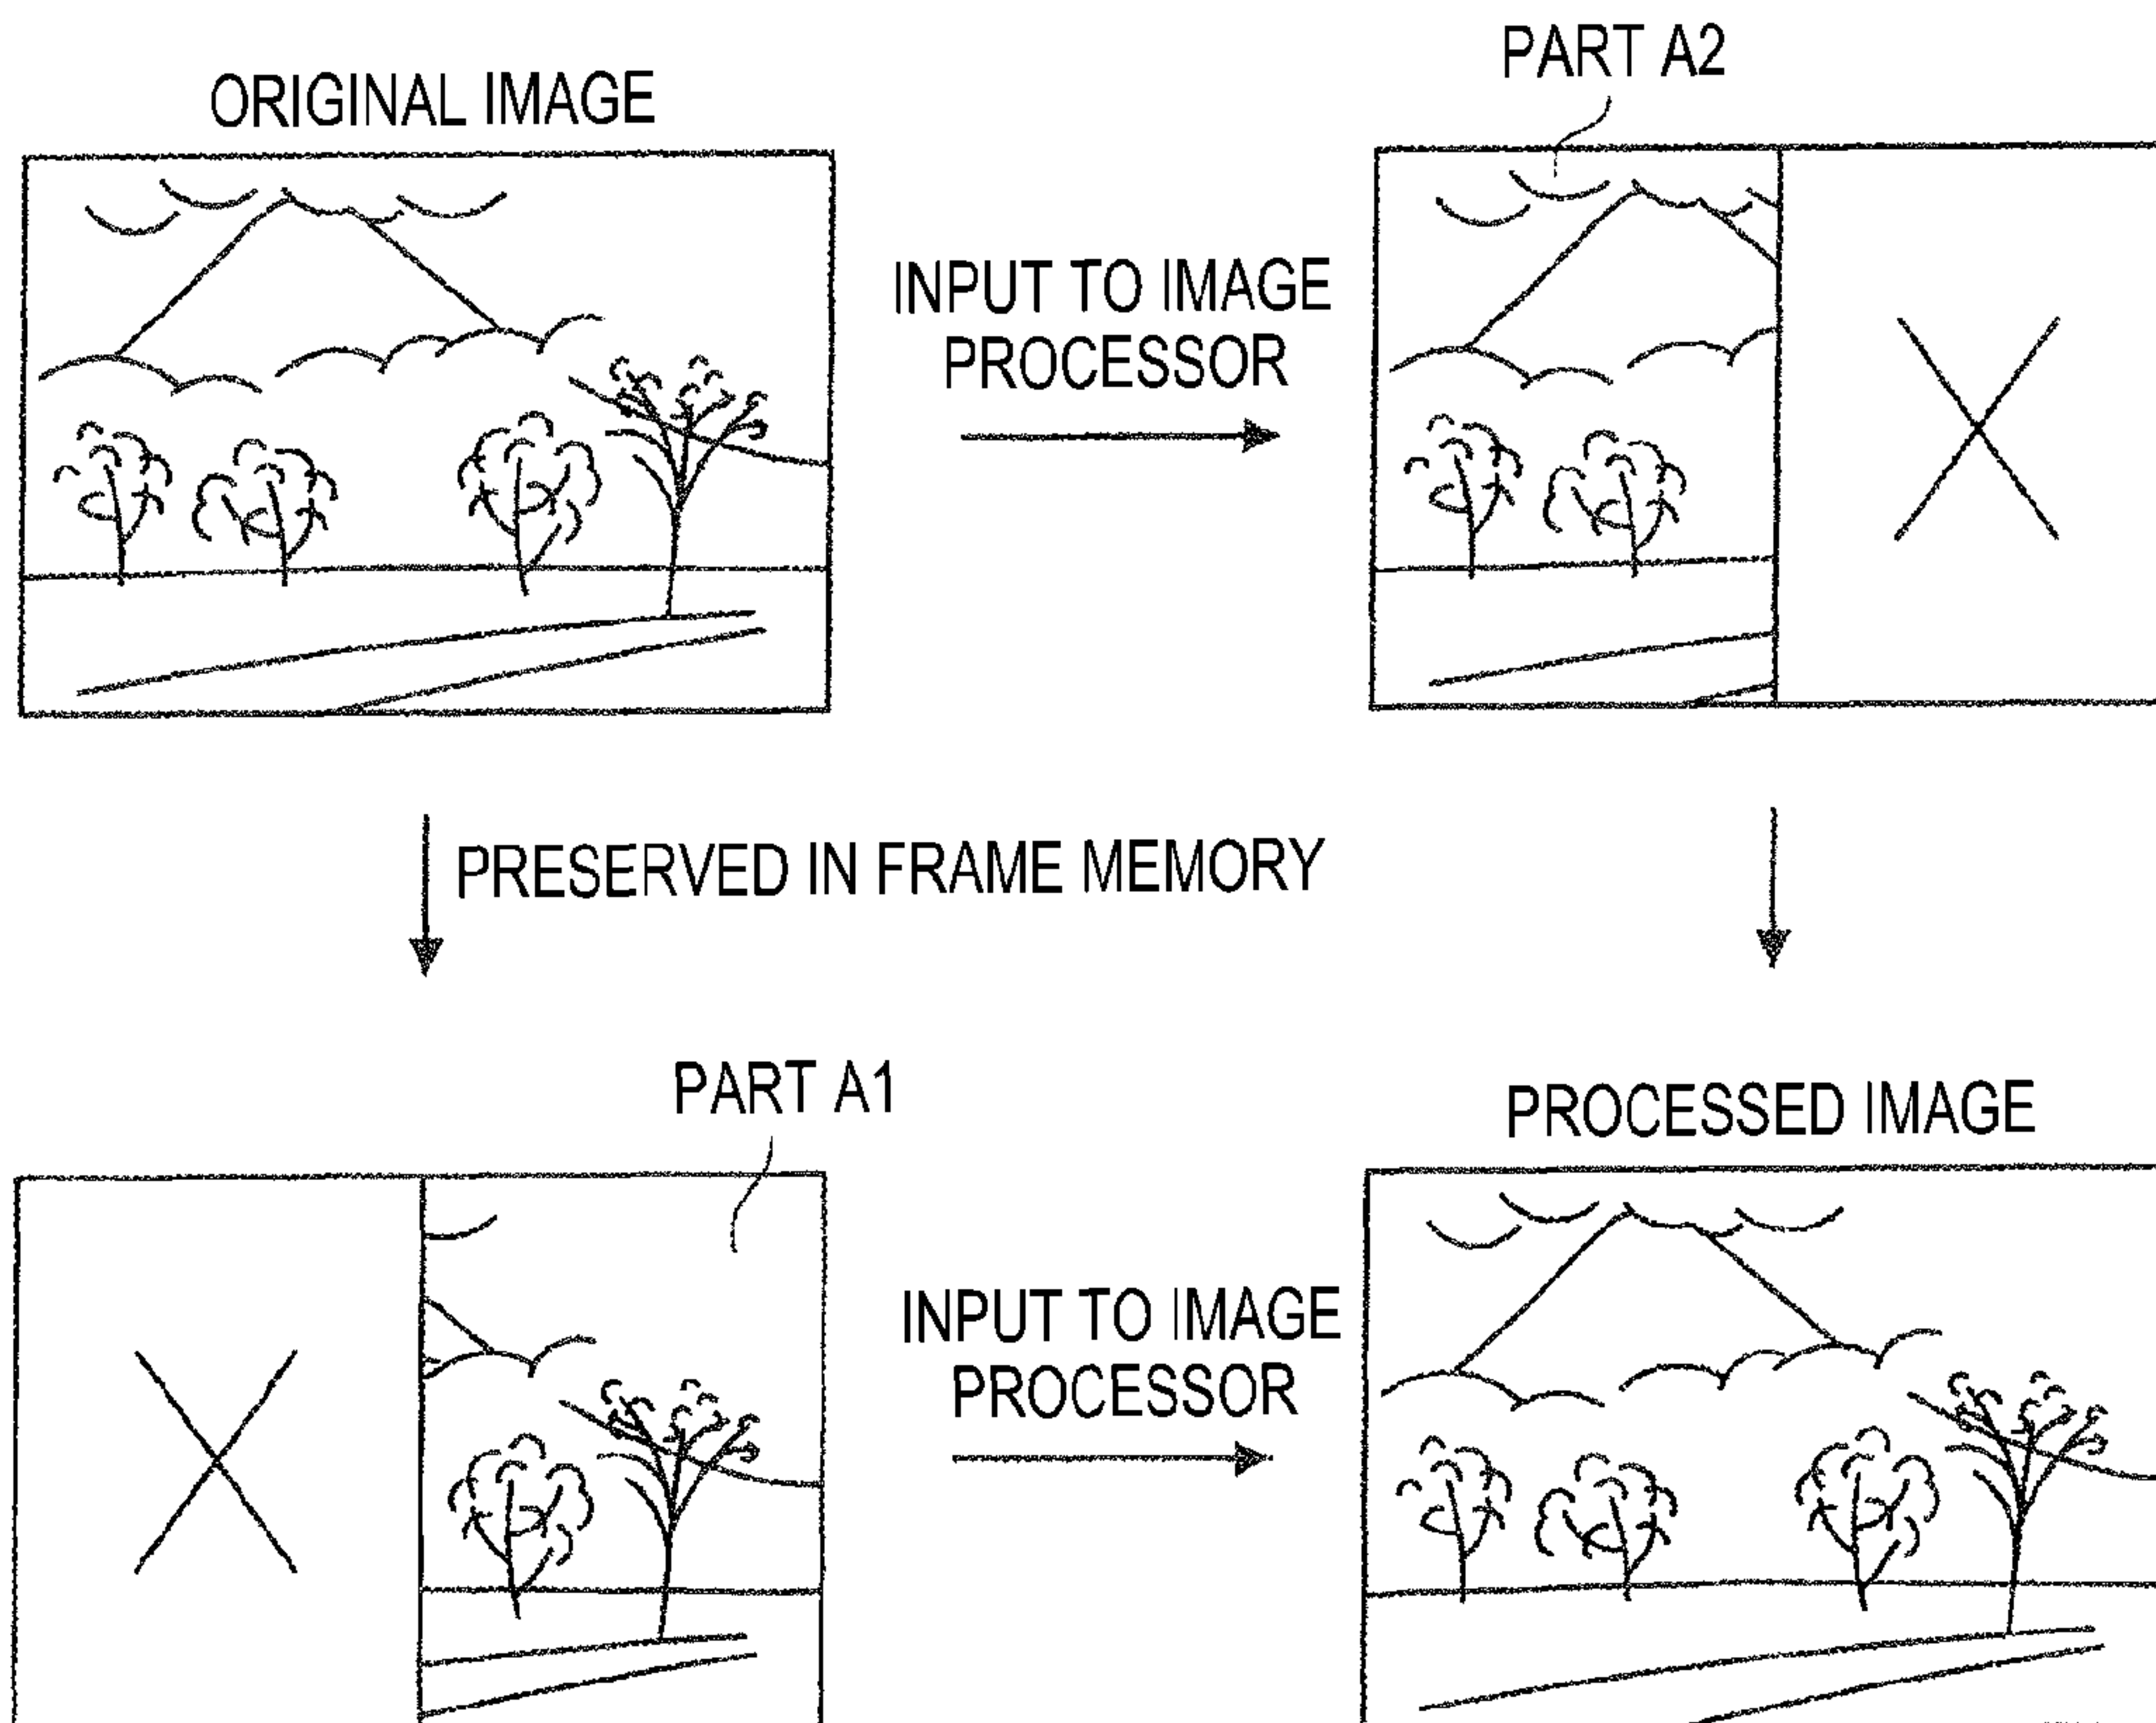 ORIGINAL IMAGE
PART A2
INPUT TO IMAGE
PROCESSOR
PRESERVED IN FRAME MEMORY
PART A1
PROCESSED IMAGE
INPUT TO IMAGE
PROCESSOR